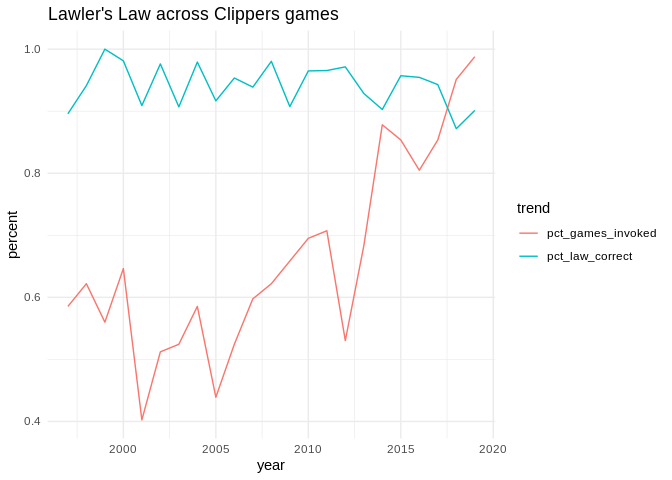 Lawler's Law across Clippers games
1.0
0.8
0.6
0.4
percent
2000 2005 2010 2015 2020
year
trend
pct_games_invoked
pct_law_correct